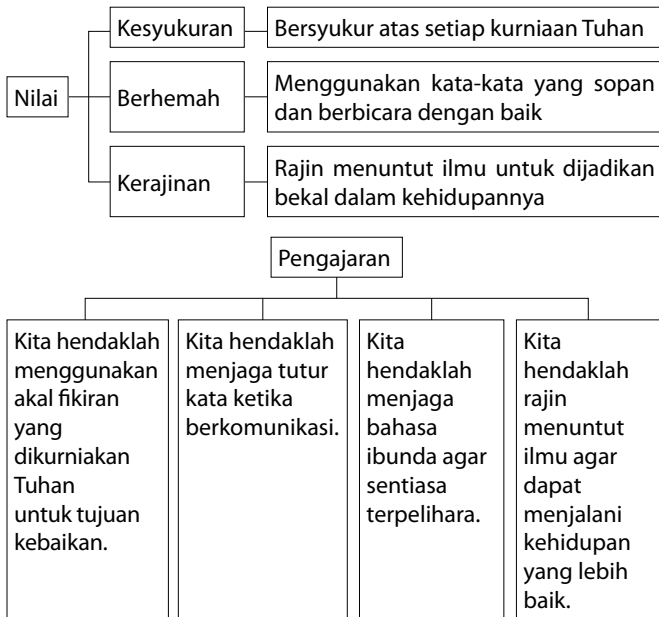 Nilai
Kesyukuran
Bersyukur atas setiap kurniaan Tuhan
Berhemah
Menggunakan kata-kata yang sopan
dan berbicara dengan baik
Kerajinan
Rajin menuntut ilmu untuk dijadikan
bekal dalam kehidupannya
Pengajaran
Kita hendaklah
menggunakan
akal fikiran
yang
dikurniakan
Tuhan
untuk tujuan
kebaikan.
Kita hendaklah
menjaga tutur
kata ketika
berkomunikasi.
Kita
hendaklah
menjaga
bahasa
ibunda agar
sentiasa
terpelihara.
Kita
hendaklah
rajin
menuntut
ilmu agar
dapat
menjalani
kehidupan
yang lebih
baik.